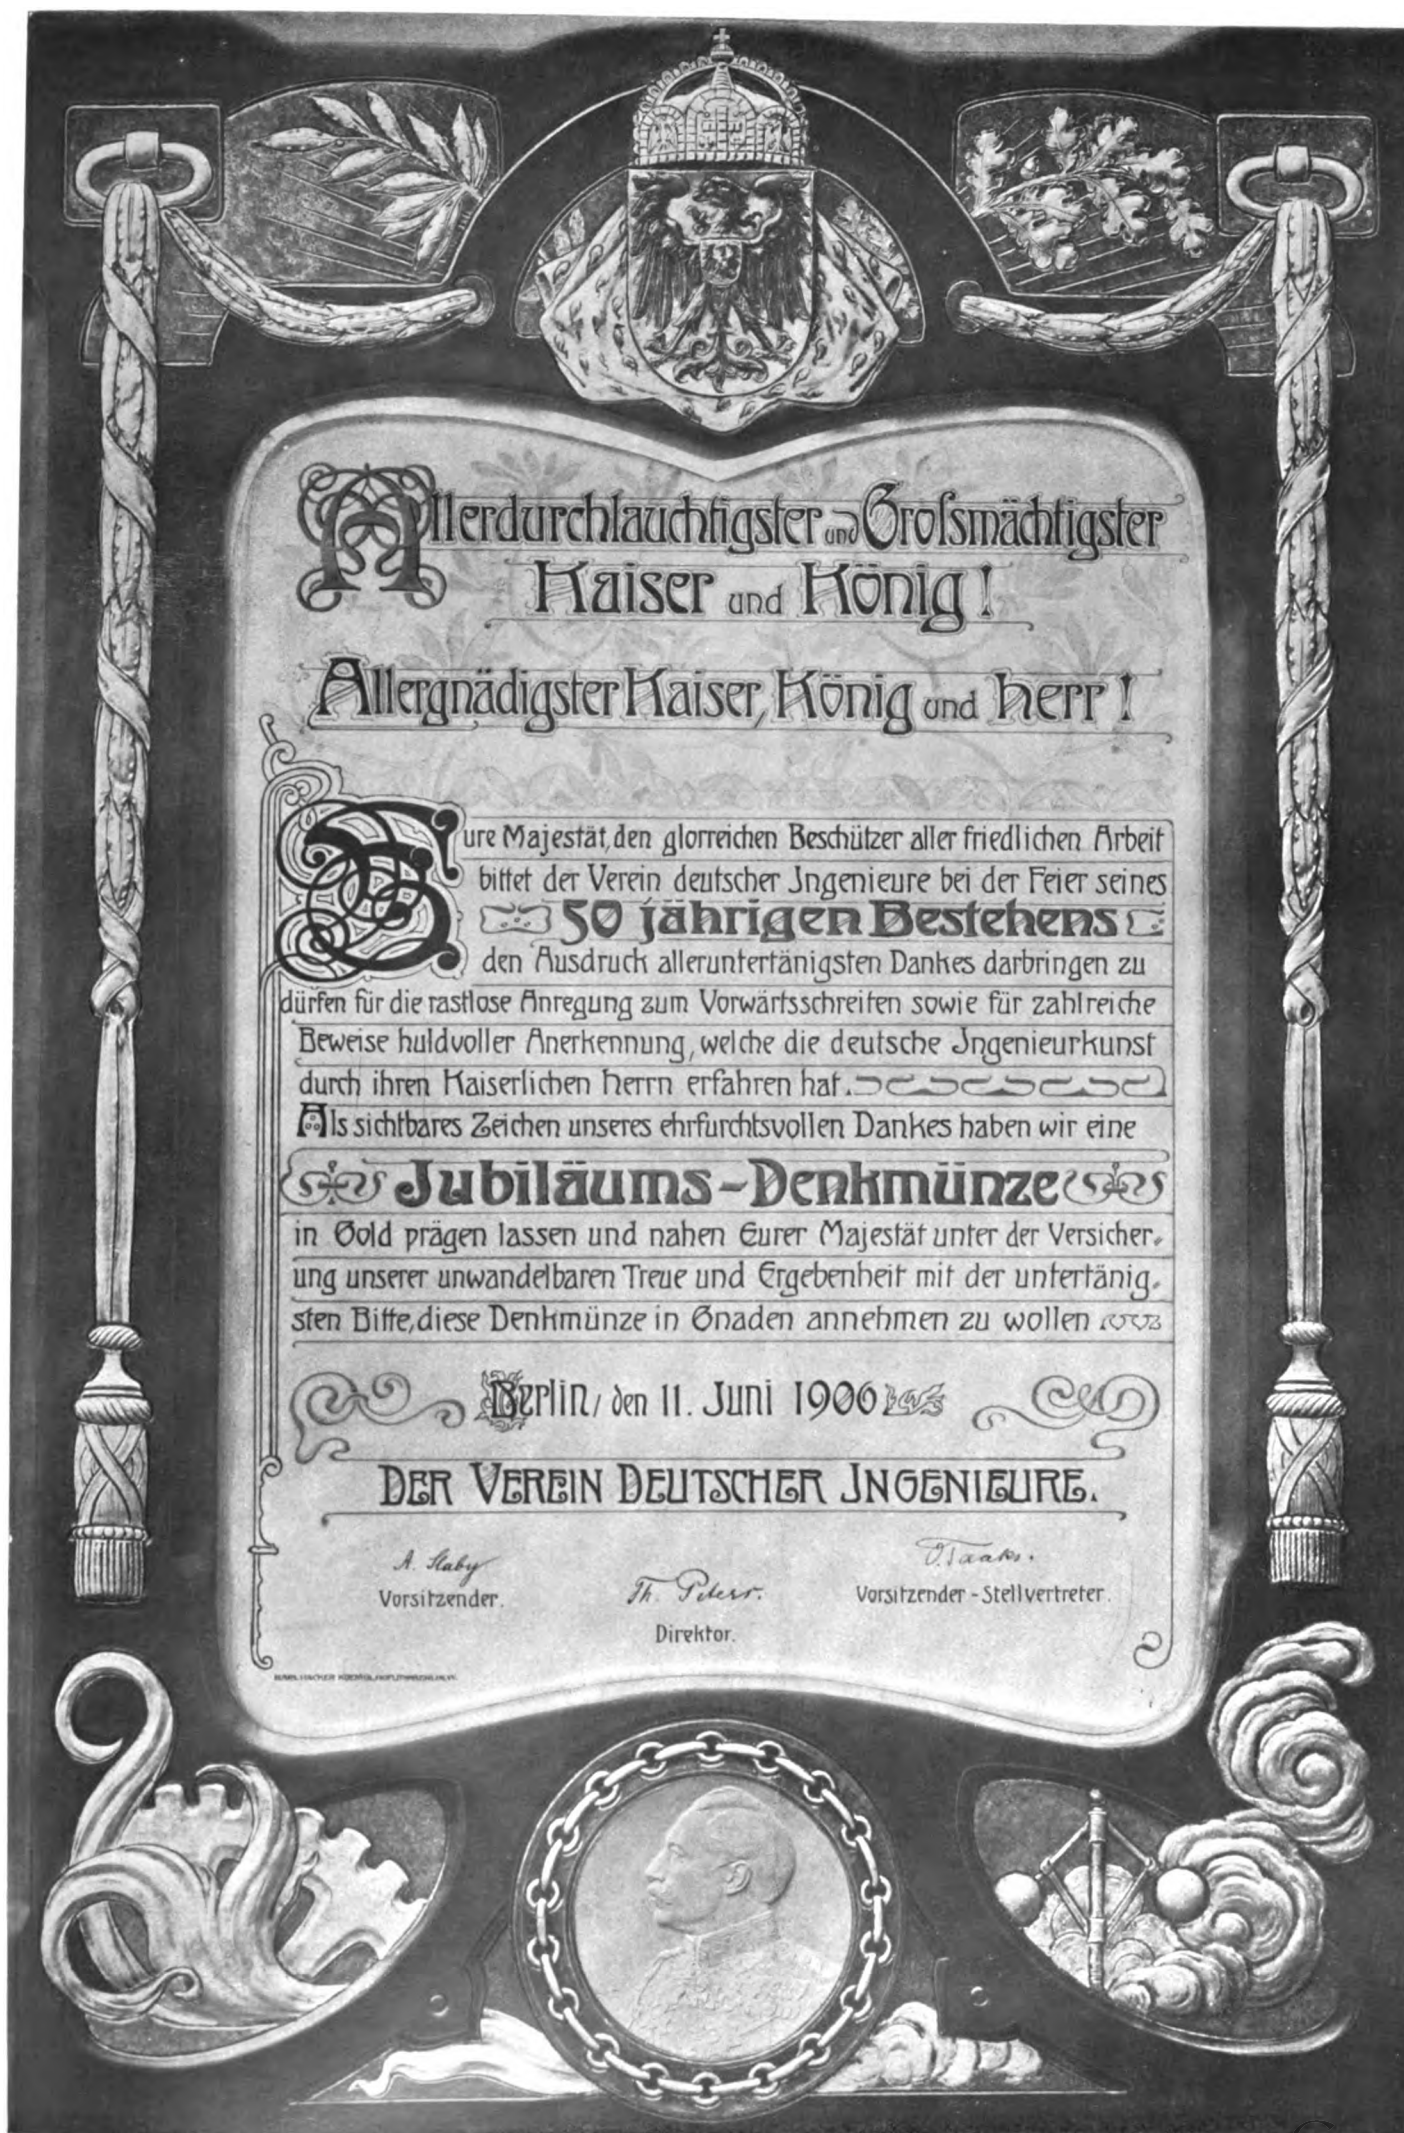 Allerdurchlauchtigster und Großmächtigster
Kaiser und König!
Allergnädigster Kaiser, König und Herr!
Eure Majestät, den glorreichen Beschützer aller friedlichen Arbeit
bittet der Verein deutscher Ingenieure bei der Feier seines
50 jährigen Bestehens
den Ausdruck alleruntertänigsten Dankes darbringen zu
dürfen für die rastlose Anregung zum Vorwärtsschreiten sowie für zahlreiche
Beweise huldvoller Anerkennung, welche die deutsche Ingenieurkunst
durch ihren Kaiserlichen Herrn erfahren hat.
Als sichtbares Zeichen unseres ehrfurchtsvollen Dankes haben wir eine
Jubiläums-Denkmünze
in Gold prägen lassen und nahen Eurer Majestät unter der Versicher-
ung unserer unwandelbaren Treue und Ergebenheit mit der untertänig-
sten Bitte, diese Denkmünze in Gnaden annehmen zu wollen
Berlin, den 11. Juni 1906
DER VEREIN DEUTSCHER INGENIEURE.
A. Slaby
Vorsitzender.
Th. Peters.
Direktor.
O. Taaks.
Vorsitzender-Stellvertreter.